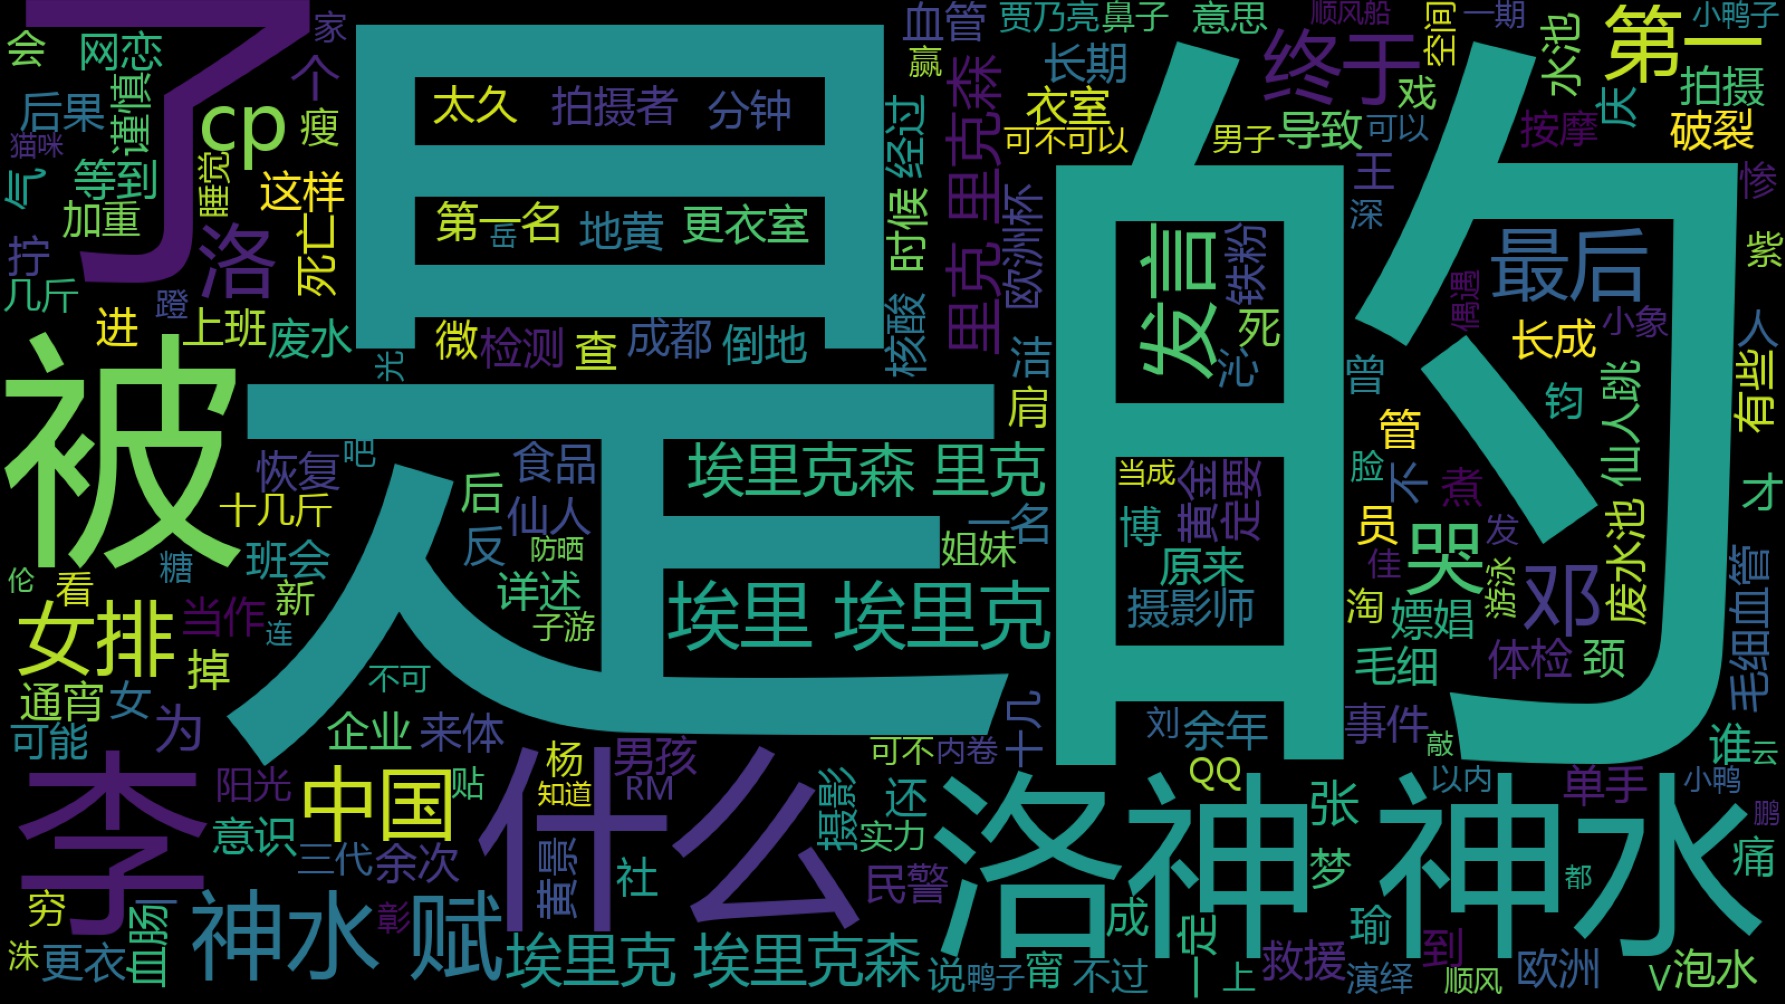 了
是
的
被
李
什么
洛神
神水
神水
赋
中国
女排
埃里
埃里克
埃里克森
里克
埃里克
埃里克森
里克
里克森
发言
最后
终于
第一
邓
哭
洛
cp
会
网恋
家
个
后果
谨慎
瘦
猫咪
气
等到
睡觉
这样
加重
拧
死亡
几斤
蹬
进
上班
废水
太久
拍摄者
分钟
第一名
岳
地黄
更衣室
微
检测
查
成都
倒地
光
血管
贾乃亮
鼻子
意思
顺风船
空间
一期
小鸭子
赢
长期
水池
戏
拍摄
衣室
庆
经过
可不可以
男子
导致
可以
按摩
破裂
王
惨
深
时候
欧洲杯
铁粉
紫
核酸
洁
死
沁
偶遇
小象
人
长成
肩
曾
钧
仙人跳
有些
管
恢复
吧
食品
后
十几斤
仙人
反
一名
防晒
姐妹
班会
糖
伦
看
新
详述
当作
连
子游
掉
当成
黄金
定要
脸
不
煮
才
博
员
发
原来
佳
游泳
废水池
摄影师
淘
嫖娼
毛细
体检
颈
毛细血管
不可
通宵
女
为
可能
企业
来体
十几
刘
余年
事件
敲
谁
云
可不
内卷
杨
男孩
QQ
阳光
贴
知道
RM
摄影
还
张
以内
单手
小鸭
鹏
意识
实力
三代
余次
黄景
社
民警
梦
都
痛
穷
一
血肠
彰
成
一定
瑜
洙
更衣
说
鸭子
甯
不过
上
救援
演绎
到
顺风
欧洲
V
泡水